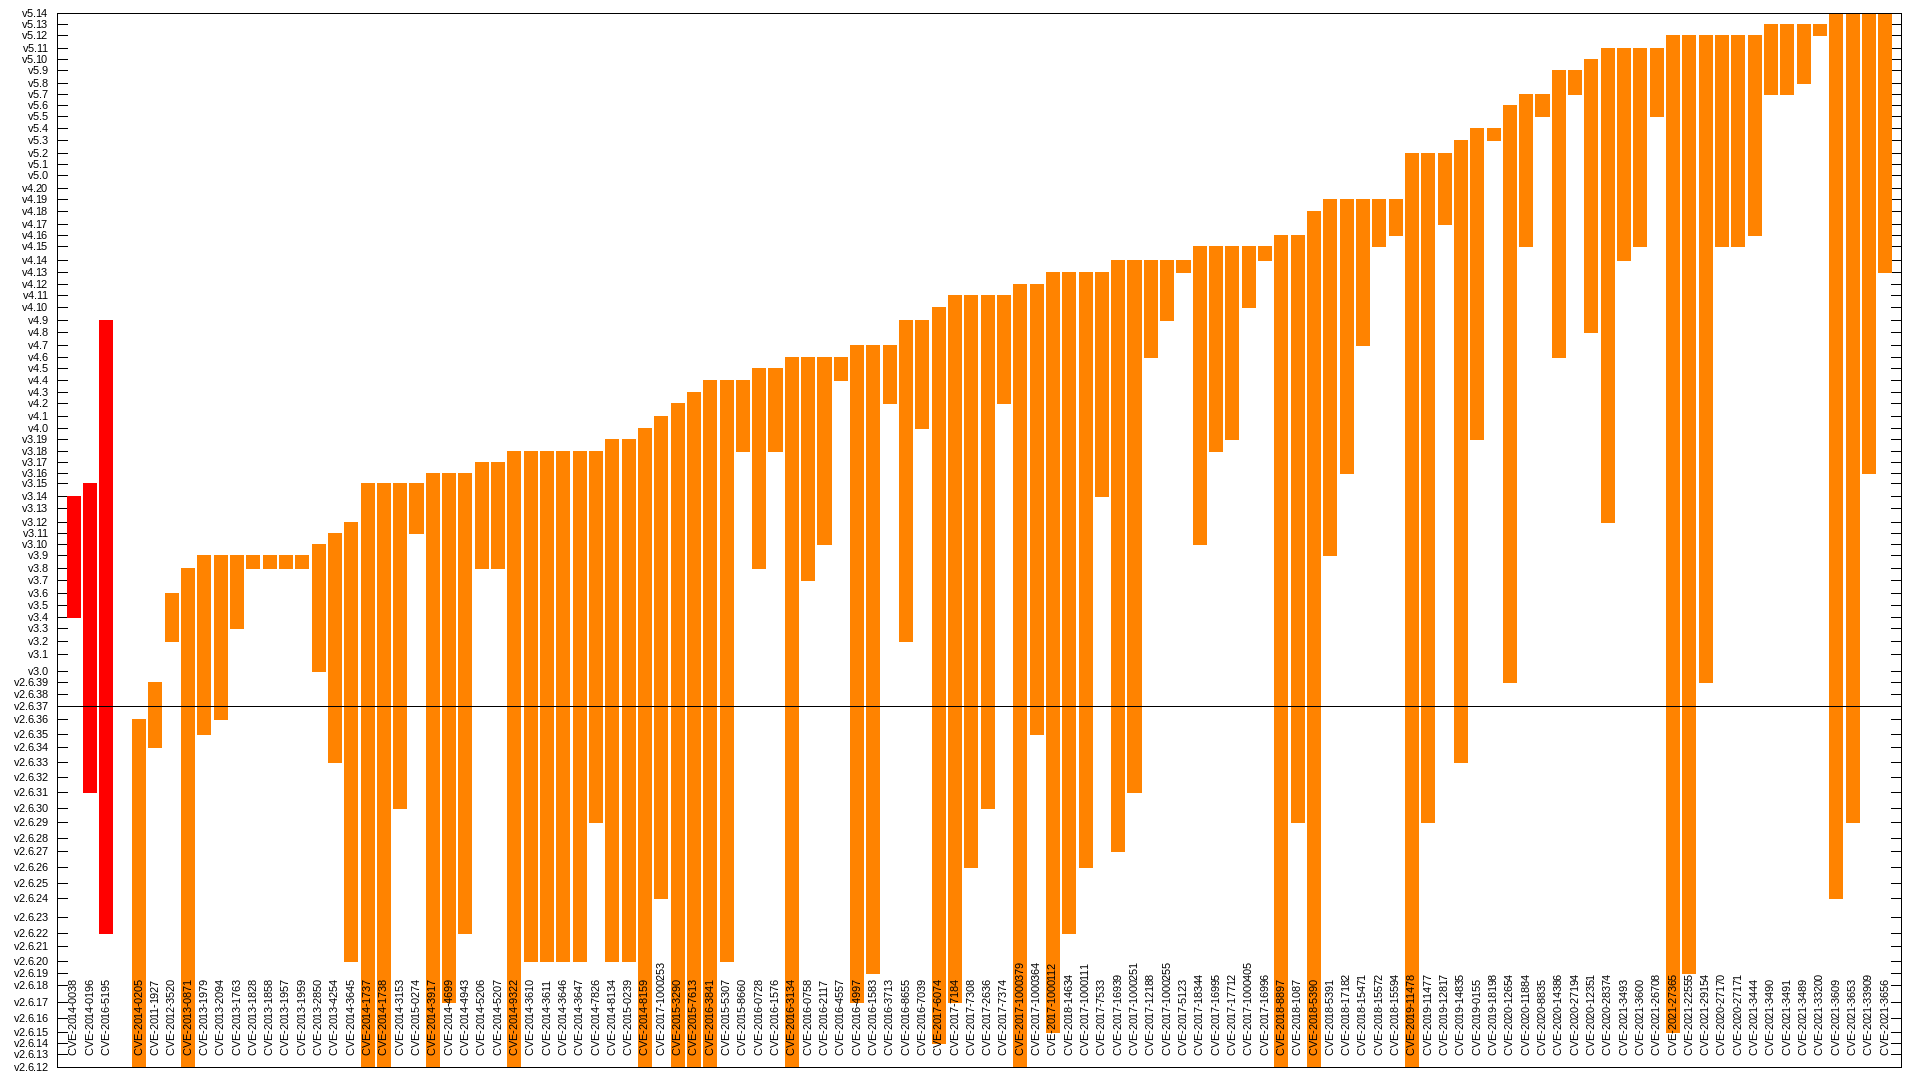 v5.14
v5.13
v5.12
v5.11
v5.10
v5.9
v5.8
v5.7
v5.6
v5.5
v5.4
v5.3
v5.2
v5.1
v5.0
v4.20
v4.19
v4.18
v4.17
v4.16
v4.15
v4.14
v4.13
v4.12
v4.11
v4.10
v4.9
v4.8
v4.7
v4.6
v4.5
v4.4
v4.3
v4.2
v4.1
v4.0
v3.19
v3.18
v3.17
v3.16
v3.15
v3.14
v3.13
v3.12
v3.11
v3.10
v3.9
v3.8
v3.7
v3.6
v3.5
v3.4
v3.3
v3.2
v3.1
v3.0
v2.6.39
v2.6.38
v2.6.37
v2.6.36
v2.6.35
v2.6.34
v2.6.33
v2.6.32
v2.6.31
v2.6.30
v2.6.29
v2.6.28
v2.6.27
v2.6.26
v2.6.25
v2.6.24
v2.6.23
v2.6.22
v2.6.21
v2.6.20
v2.6.19
v2.6.18
v2.6.17
v2.6.16
v2.6.15
v2.6.14
v2.6.13
v2.6.12
CVE-2014-0038
CVE-2014-0196
CVE-2016-5195
CVE-2014-0205
CVE-2011-1927
CVE-2012-3520
CVE-2013-0871
CVE-2013-1979
CVE-2013-2094
CVE-2013-1763
CVE-2013-1828
CVE-2013-1858
CVE-2013-1957
CVE-2013-1959
CVE-2013-2850
CVE-2013-4254
CVE-2014-3645
CVE-2014-1737
CVE-2014-1738
CVE-2014-3153
CVE-2015-0274
CVE-2014-3917
CVE-2014-4699
CVE-2014-4943
CVE-2014-5206
CVE-2014-5207
CVE-2014-9322
CVE-2014-3610
CVE-2014-3611
CVE-2014-3646
CVE-2014-3647
CVE-2014-7826
CVE-2014-8134
CVE-2015-0239
CVE-2014-8159
CVE-2017-1000253
CVE-2015-3290
CVE-2015-7613
CVE-2016-3841
CVE-2015-5307
CVE-2015-8660
CVE-2016-0728
CVE-2016-1576
CVE-2016-3134
CVE-2016-0758
CVE-2016-2117
CVE-2016-4557
CVE-2016-4997
CVE-2016-1583
CVE-2016-3713
CVE-2016-8655
CVE-2016-7039
CVE-2017-6074
CVE-2017-7184
CVE-2017-7308
CVE-2017-2636
CVE-2017-7374
CVE-2017-1000379
CVE-2017-1000364
CVE-2017-1000112
CVE-2018-14634
CVE-2017-1000111
CVE-2017-7533
CVE-2017-16939
CVE-2017-1000251
CVE-2017-12188
CVE-2017-1000255
CVE-2017-5123
CVE-2017-18344
CVE-2017-16995
CVE-2017-17712
CVE-2017-1000405
CVE-2017-16996
CVE-2018-8897
CVE-2018-1087
CVE-2018-5390
CVE-2018-5391
CVE-2018-17182
CVE-2018-15471
CVE-2018-15572
CVE-2018-15594
CVE-2019-11478
CVE-2019-11477
CVE-2019-12817
CVE-2019-14835
CVE-2019-0155
CVE-2019-18198
CVE-2020-12654
CVE-2020-11884
CVE-2020-8835
CVE-2020-14386
CVE-2020-27194
CVE-2020-12351
CVE-2020-28374
CVE-2021-3493
CVE-2021-3600
CVE-2021-26708
CVE-2021-27365
CVE-2021-22555
CVE-2021-29154
CVE-2020-27170
CVE-2020-27171
CVE-2021-3444
CVE-2021-3490
CVE-2021-3491
CVE-2021-3489
CVE-2021-33200
CVE-2021-3609
CVE-2021-3653
CVE-2021-33909
CVE-2021-3656